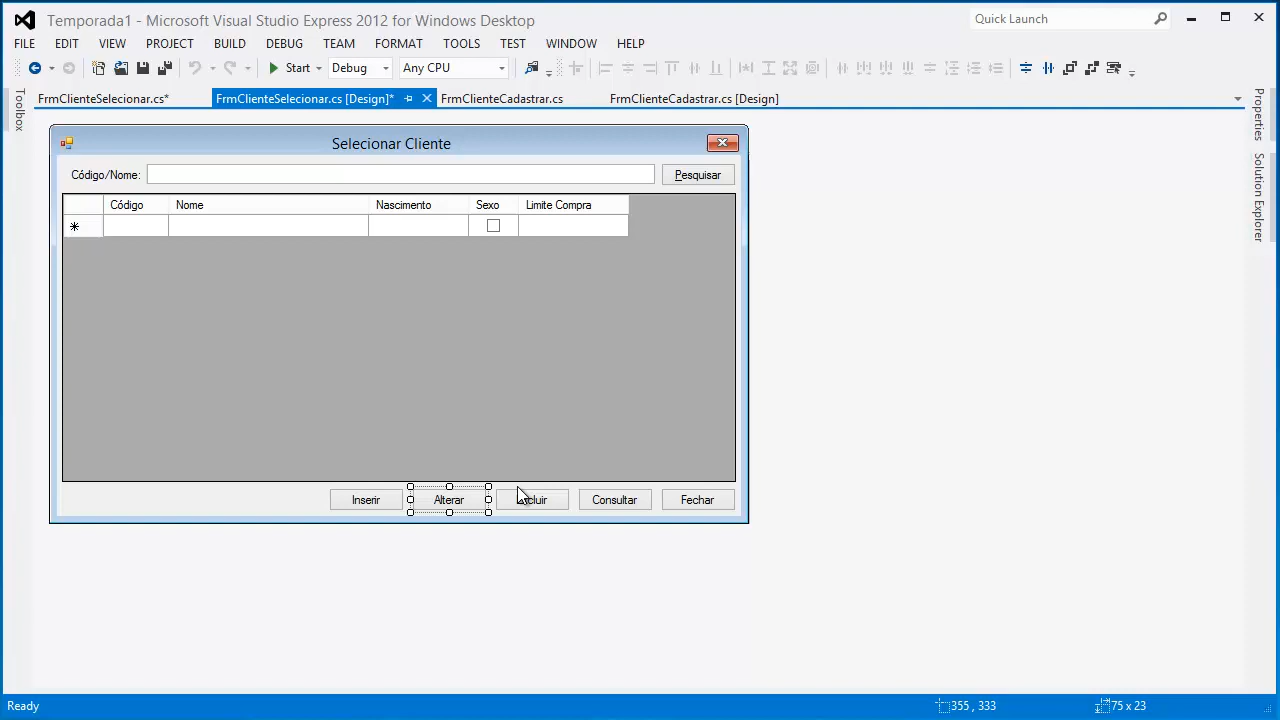 Temporada1 - Microsoft Visual Studio Express 2012 for Windows Desktop
Quick Launch
FILE EDIT VIEW PROJECT BUILD DEBUG TEAM FORMAT TOOLS TEST WINDOW HELP
Start Debug Any CPU
FrmClienteSelecionar.cs* FrmClienteSelecionar.cs [Design]* FrmClienteCadastrar.cs FrmClienteCadastrar.cs [Design]
Toolbox
Properties
Solution Explorer
Selecionar Cliente
Código/Nome: Pesquisar
Código Nome Nascimento Sexo Limite Compra
Inserir Alterar Consultar Fechar
Ready 355 , 333 75 x 23